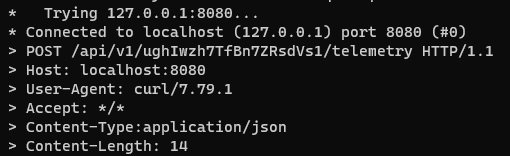 *   Trying 127.0.0.1:8080...
* Connected to localhost (127.0.0.1) port 8080 (#0)
> POST /api/v1/ughIwzh7TfBn7ZRsdVs1/telemetry HTTP/1.1
> Host: localhost:8080
> User-Agent: curl/7.79.1
> Accept: */*
> Content-Type:application/json
> Content-Length: 14